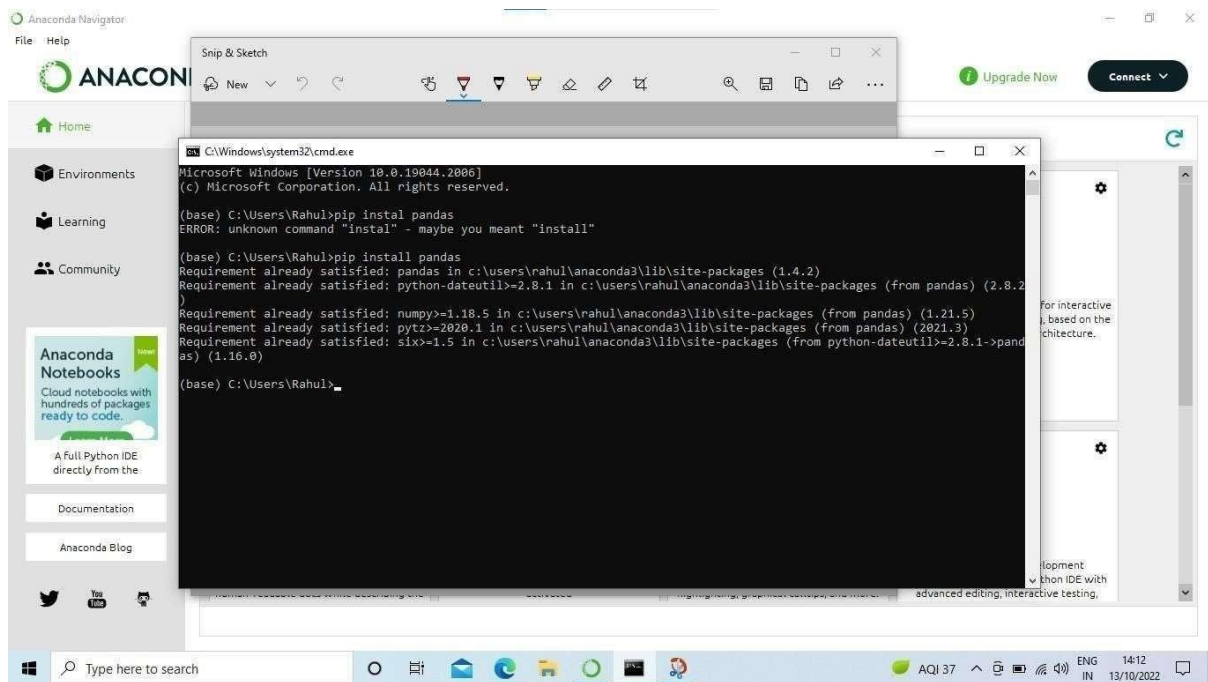 Anaconda Navigator
File Help
ANACON
Upgrade Now
Connect
Snip & Sketch
New
Home
Environments
Learning
Community
C:\Windows\system32\cmd.exe
Microsoft Windows [Version 10.0.19044.2006]
(c) Microsoft Corporation. All rights reserved.
(base) C:\Users\Rahul>pip instal pandas
ERROR: unknown command "instal" - maybe you meant "install"
(base) C:\Users\Rahul>pip install pandas
Requirement already satisfied: pandas in c:\users\rahul\anaconda3\lib\site-packages (1.4.2)
Requirement already satisfied: python-dateutil>=2.8.1 in c:\users\rahul\anaconda3\lib\site-packages (from pandas) (2.8.2
)
Requirement already satisfied: numpy>=1.18.5 in c:\users\rahul\anaconda3\lib\site-packages (from pandas) (1.21.5)
Requirement already satisfied: pytz>=2020.1 in c:\users\rahul\anaconda3\lib\site-packages (from pandas) (2021.3)
Requirement already satisfied: six>=1.5 in c:\users\rahul\anaconda3\lib\site-packages (from python-dateutil>=2.8.1->pand
as) (1.16.0)
(base) C:\Users\Rahul>
for interactive
, based on the
rchitecture.
Anaconda
Notebooks
New!
Cloud notebooks with
hundreds of packages
ready to code.
A full Python IDE
directly from the
Documentation
Anaconda Blog
You
Tube
elopment
thon IDE with
advanced editing, interactive testing,
Type here to search
AQI 37
ENG
IN
14:12
13/10/2022